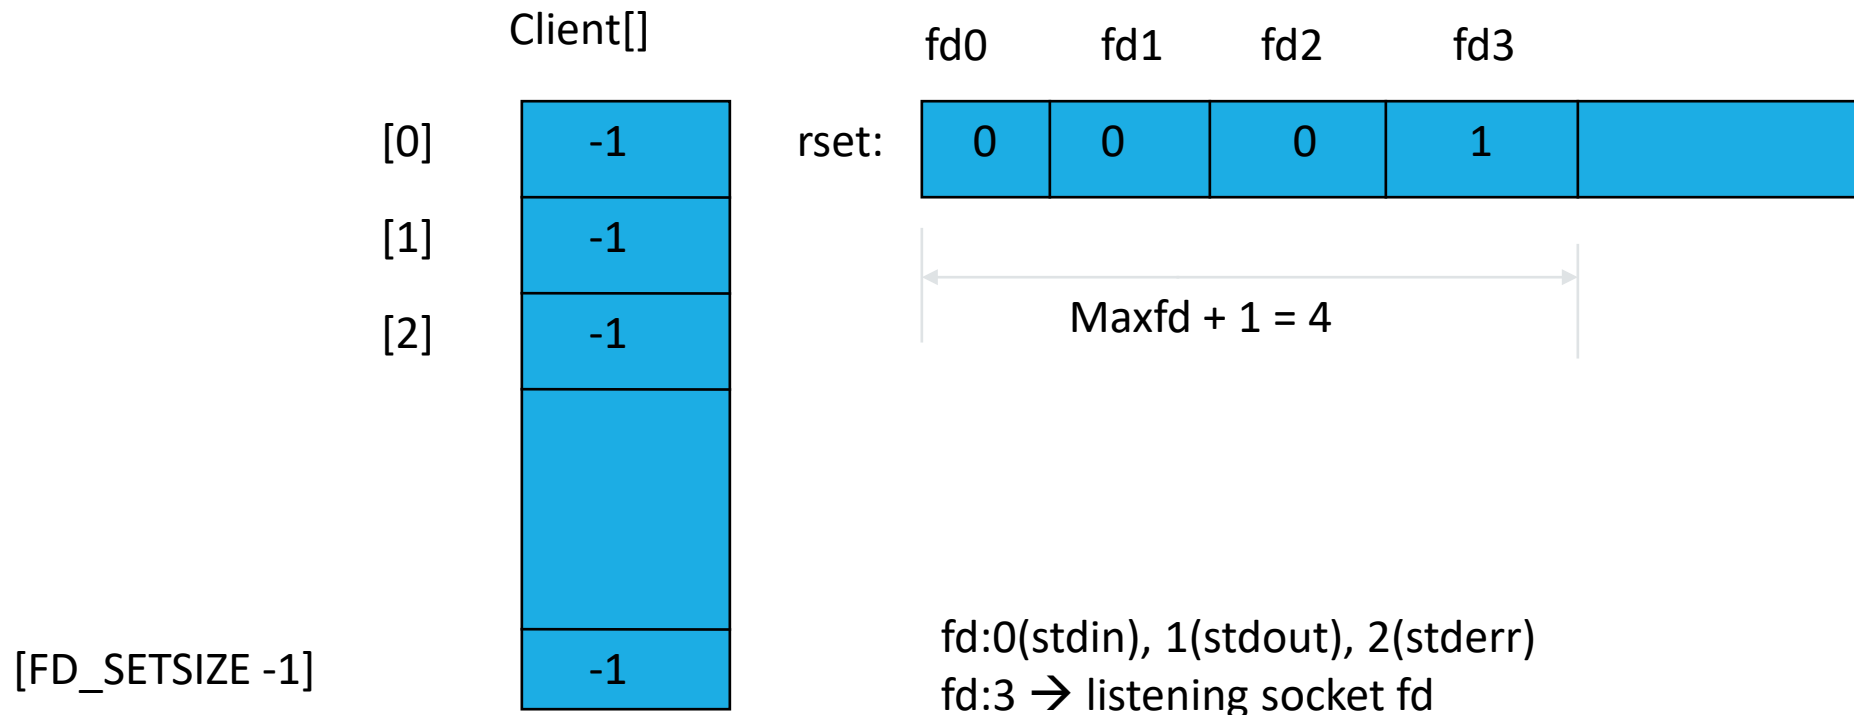 Client[]
fd0 fd1 fd2 fd3
[0] -1 rset: 0 0 0 1
[1] -1
[2] -1
Maxfd + 1 = 4
[FD_SETSIZE -1] -1
fd:0(stdin), 1(stdout), 2(stderr)
fd:3 → listening socket fd